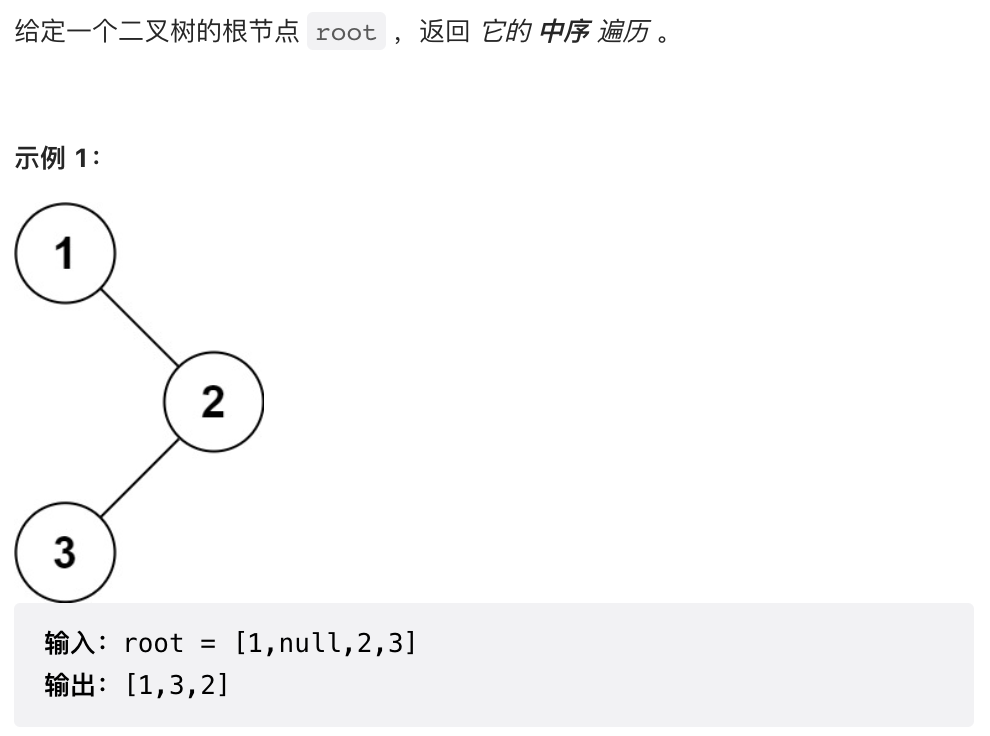 给定一个二叉树的根节点 root ，返回 它的 中序 遍历 。
示例 1：
1
2
3
输入：root = [1,null,2,3]
输出：[1,3,2]